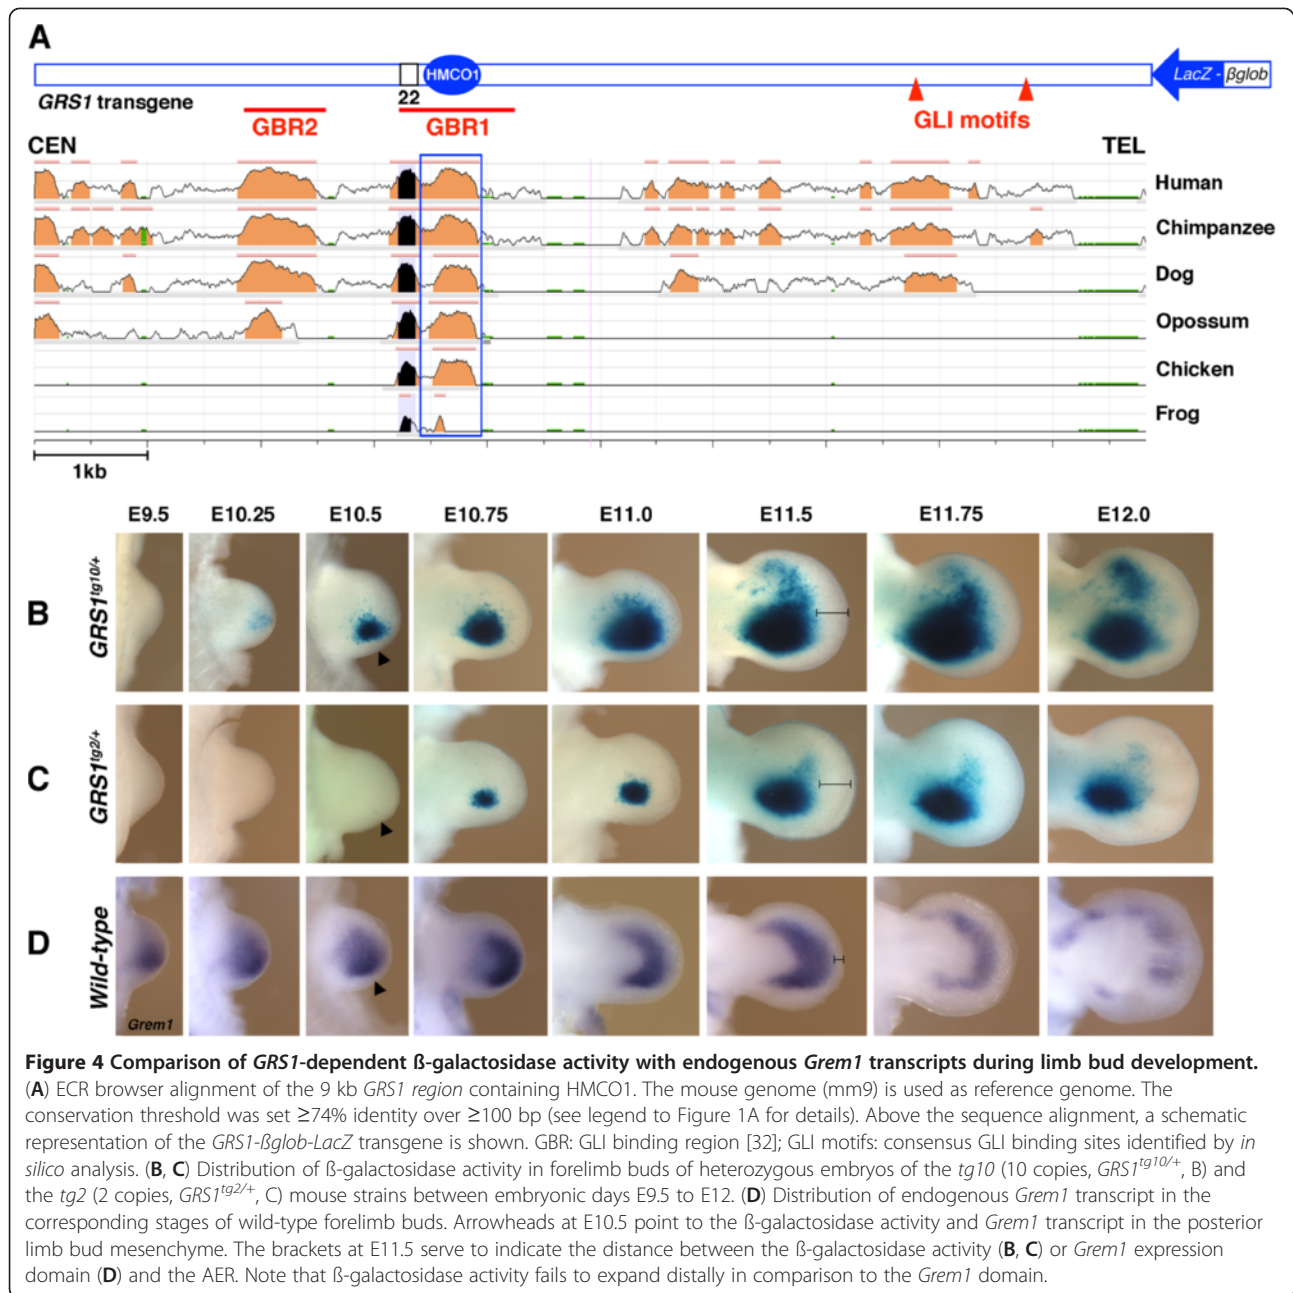 A
HMCO1
LacZ - βglob
GRS1 transgene
22
GBR2
GBR1
GLI motifs
CEN
TEL
Human
Chimpanzee
Dog
Opossum
Chicken
Frog
1kb
E9.5 E10.25 E10.5 E10.75 E11.0 E11.5 E11.75 E12.0
B
GRS1tg10/+
C
GRS1tg2/+
D
Wild-type
Grem1
Figure 4 Comparison of GRS1-dependent ß-galactosidase activity with endogenous Grem1 transcripts during limb bud development.
(A) ECR browser alignment of the 9 kb GRS1 region containing HMCO1. The mouse genome (mm9) is used as reference genome. The
conservation threshold was set ≥74% identity over ≥100 bp (see legend to Figure 1A for details). Above the sequence alignment, a schematic
representation of the GRS1-ßglob-LacZ transgene is shown. GBR: GLI binding region [32]; GLI motifs: consensus GLI binding sites identified by in
silico analysis. (B, C) Distribution of ß-galactosidase activity in forelimb buds of heterozygous embryos of the tg10 (10 copies, GRS1tg10/+, B) and
the tg2 (2 copies, GRS1tg2/+, C) mouse strains between embryonic days E9.5 to E12. (D) Distribution of endogenous Grem1 transcript in the
corresponding stages of wild-type forelimb buds. Arrowheads at E10.5 point to the ß-galactosidase activity and Grem1 transcript in the posterior
limb bud mesenchyme. The brackets at E11.5 serve to indicate the distance between the ß-galactosidase activity (B, C) or Grem1 expression
domain (D) and the AER. Note that ß-galactosidase activity fails to expand distally in comparison to the Grem1 domain.